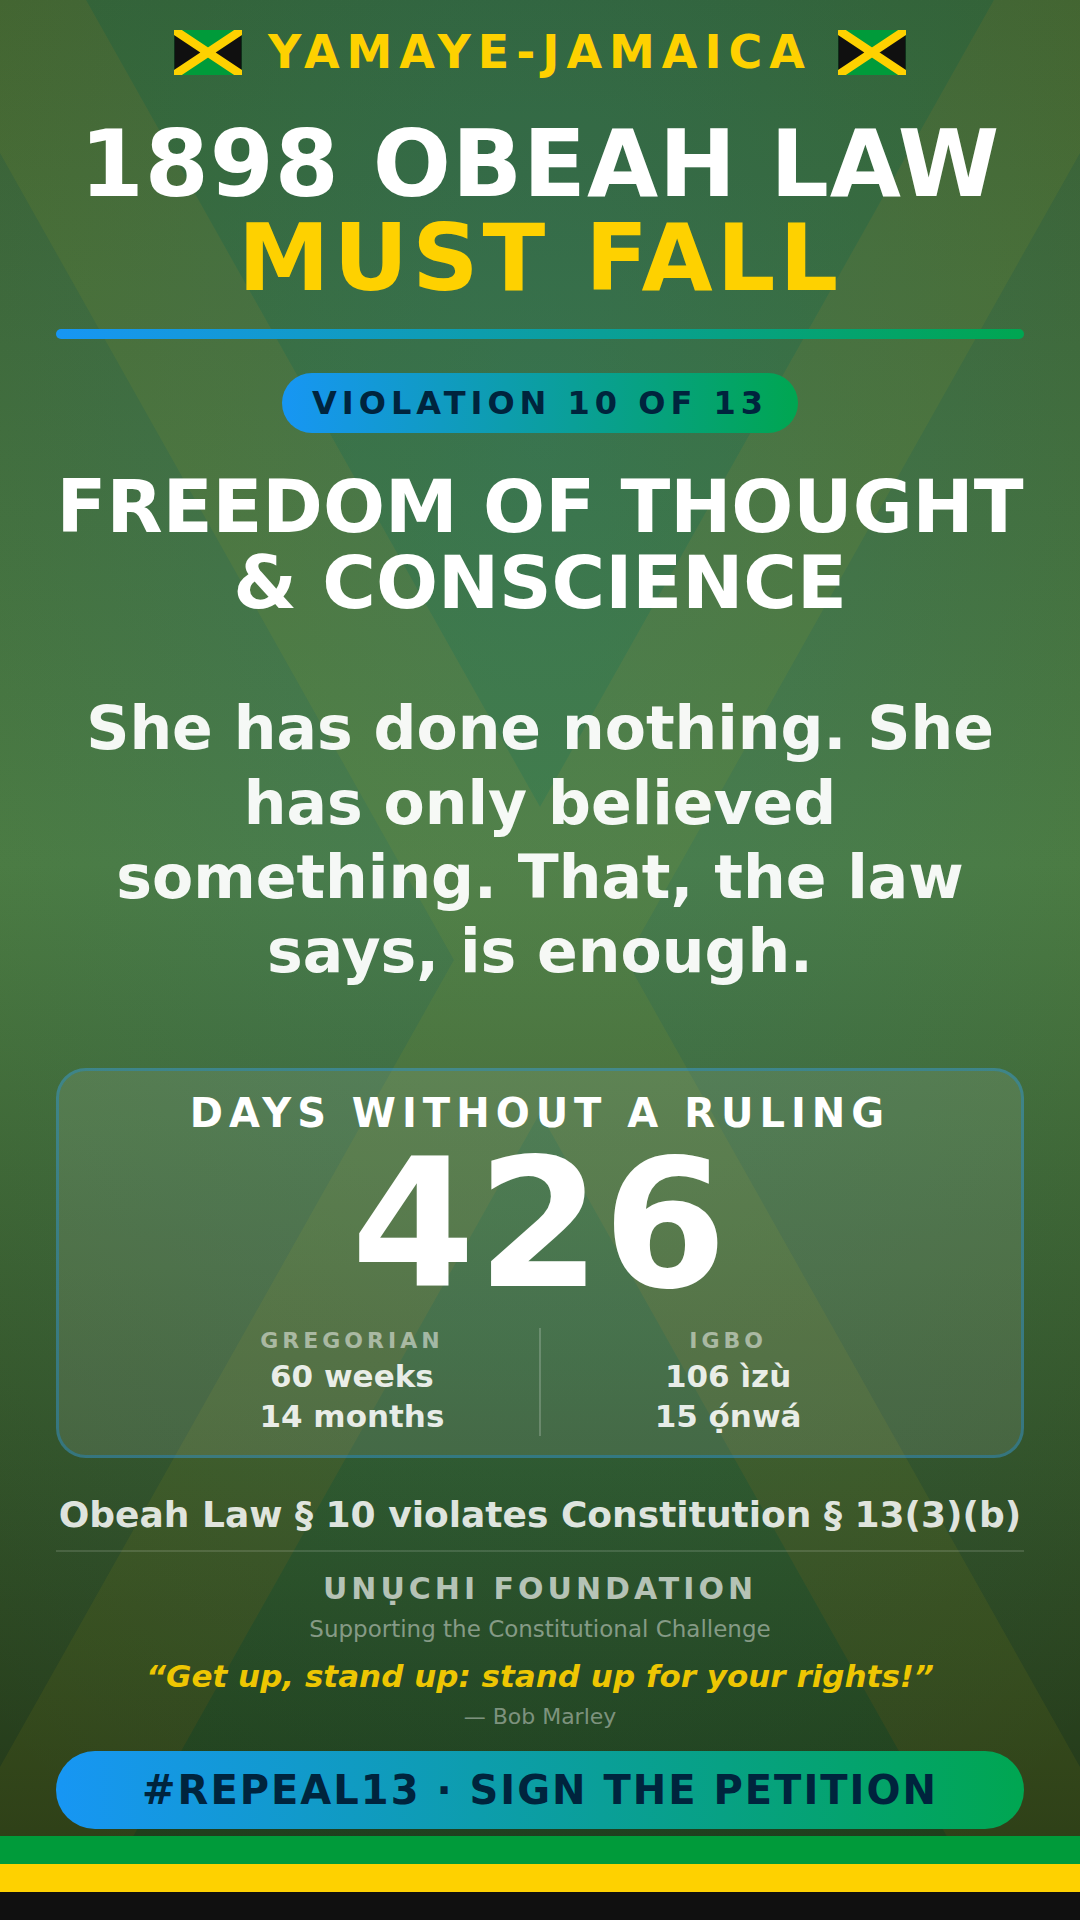 YAMAYE-JAMAICA
1898 OBEAH LAW
MUST FALL
VIOLATION 10 OF 13
FREEDOM OF THOUGHT
& CONSCIENCE
She has done nothing. She
has only believed
something. That, the law
says, is enough.
DAYS WITHOUT A RULING
426
GREGORIAN
60 weeks
14 months
IGBO
106 ìzù
15 ọ́nwá
Obeah Law § 10 violates Constitution § 13(3)(b)
UNỤCHI FOUNDATION
Supporting the Constitutional Challenge
“Get up, stand up: stand up for your rights!”
— Bob Marley
#REPEAL13 · SIGN THE PETITION